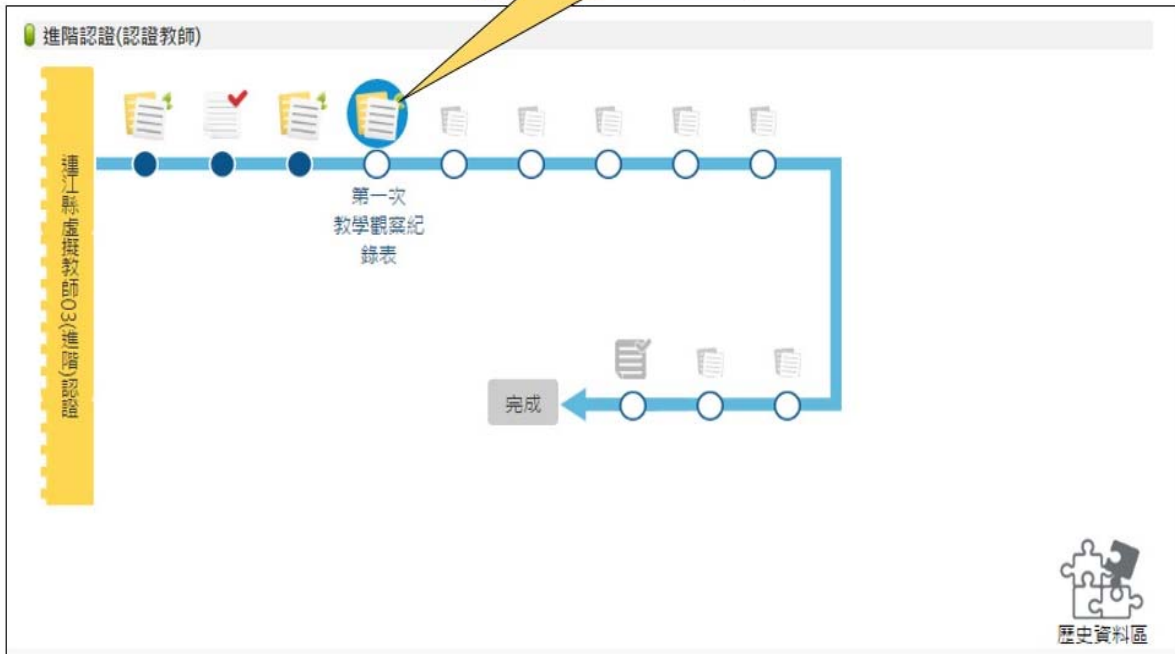 進階認證(認證教師)
連江縣虛擬教師03(進階)認證
第一次
教學觀察紀
錄表
完成
歷史資料區